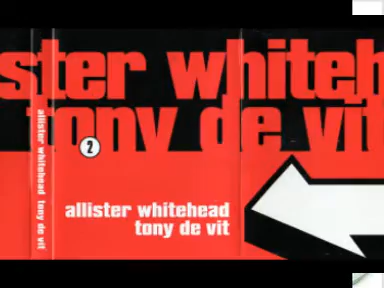 ster whiteh
tony de vit
2
allister whitehead tony de vit
allister whitehead
tony de vit